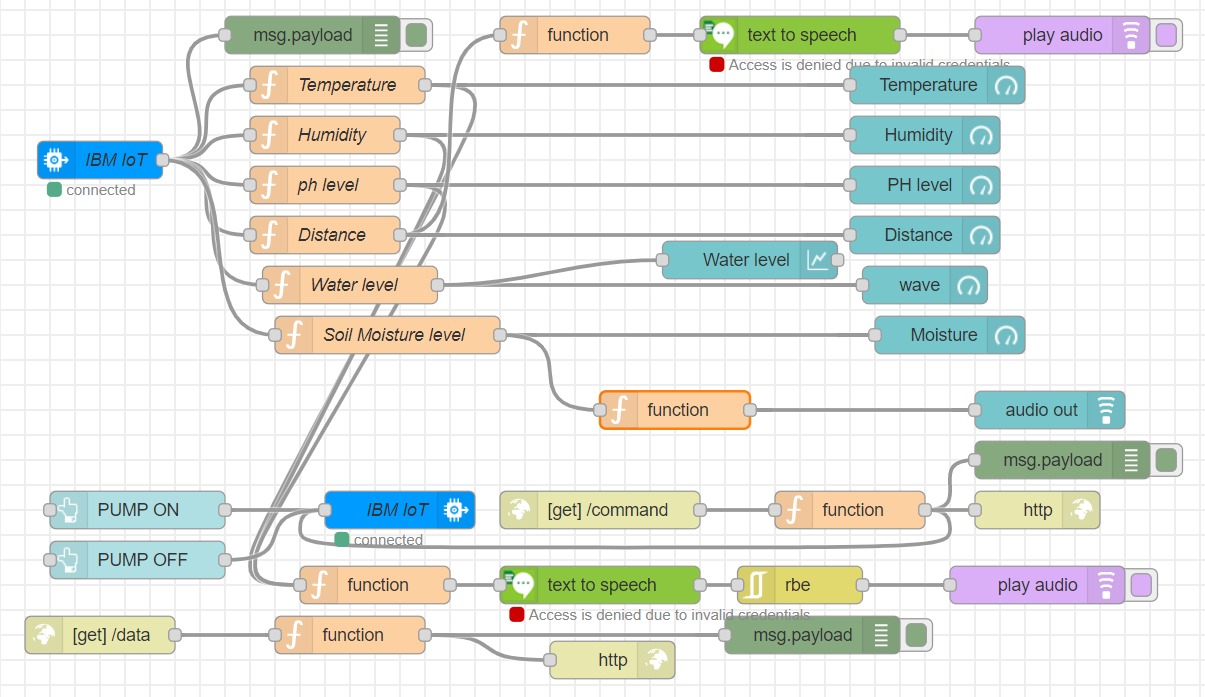 msg.payload
function
text to speech
play audio
Access is denied due to invalid credentials
Temperature
Temperature
Humidity
Humidity
IBM IoT
connected
ph level
PH level
Distance
Distance
Water level
Water level
wave
Soil Moisture level
Moisture
function
audio out
msg.payload
PUMP ON
IBM IoT
[get] /command
function
http
connected
PUMP OFF
function
text to speech
rbe
play audio
Access is denied due to invalid credentials
[get] /data
function
msg.payload
http